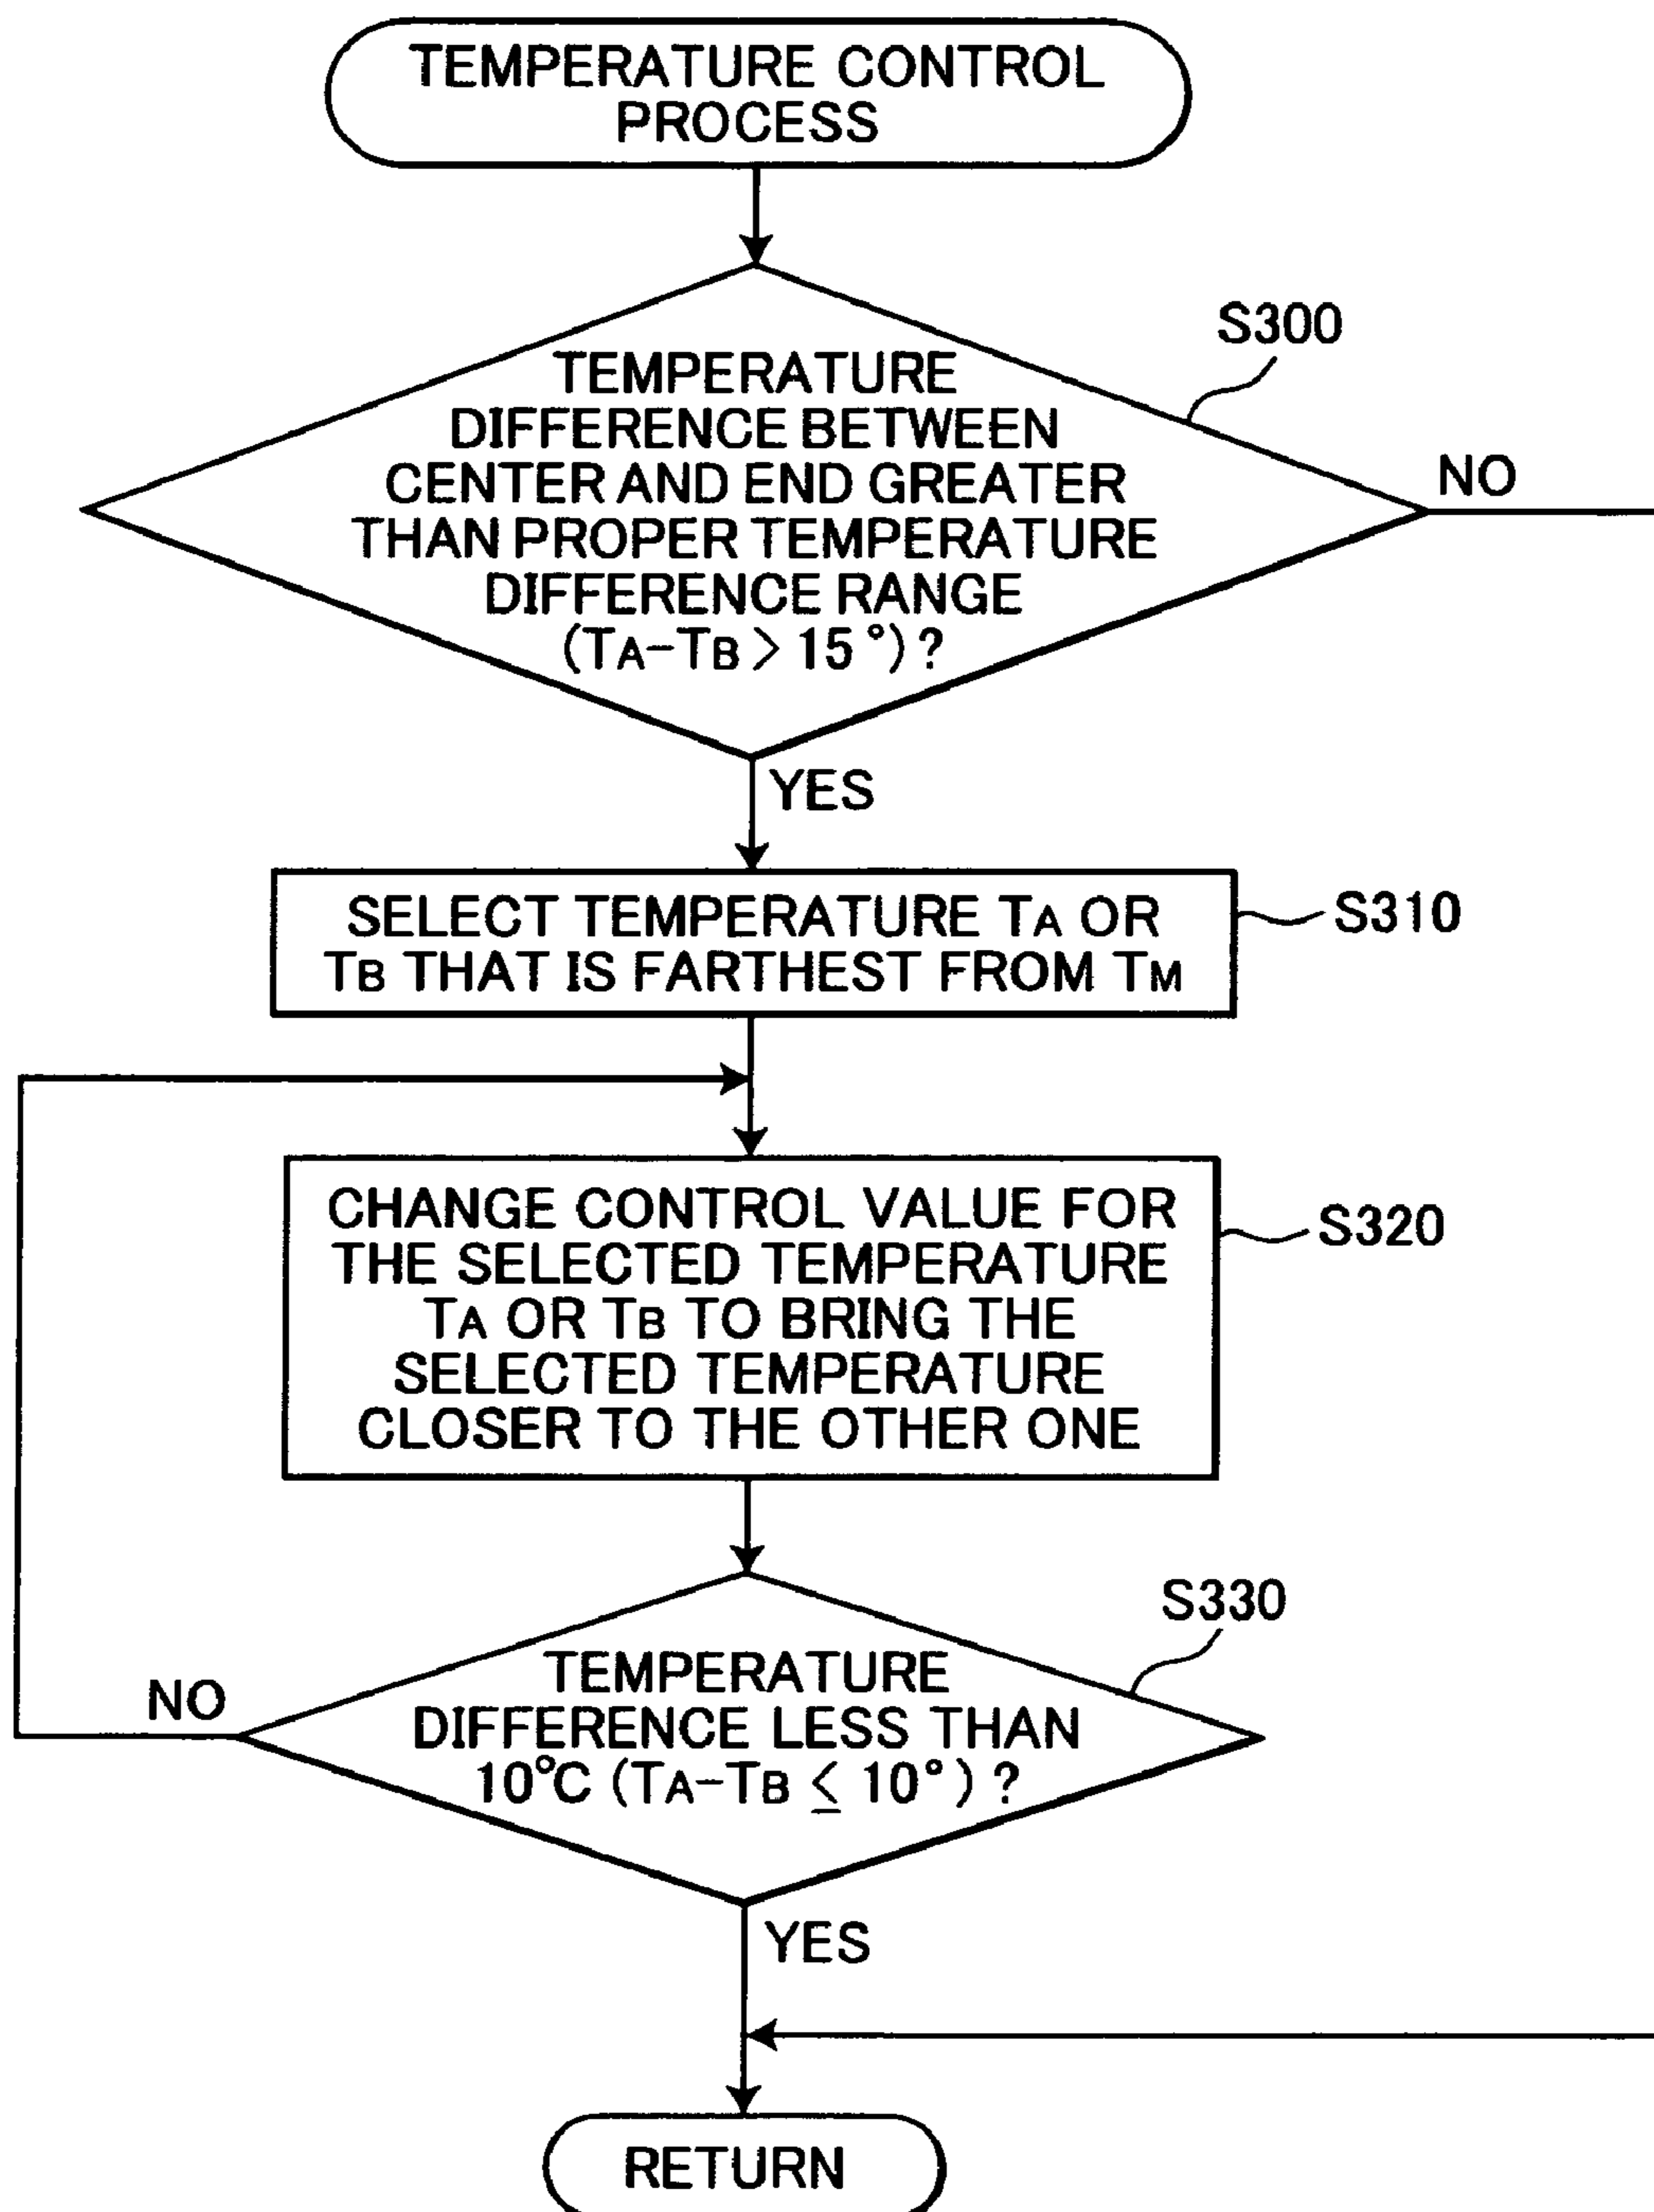 TEMPERATURE CONTROL
PROCESS
S300
TEMPERATURE
DIFFERENCE BETWEEN
CENTER AND END GREATER
THAN PROPER TEMPERATURE
DIFFERENCE RANGE
(TA-TB > 15°)?
NO
YES
SELECT TEMPERATURE TA OR
TB THAT IS FARTHEST FROM TM
S310
CHANGE CONTROL VALUE FOR
THE SELECTED TEMPERATURE
TA OR TB TO BRING THE
SELECTED TEMPERATURE
CLOSER TO THE OTHER ONE
S320
S330
TEMPERATURE
DIFFERENCE LESS THAN
10°C (TA-TB ≤ 10°)?
NO
YES
RETURN